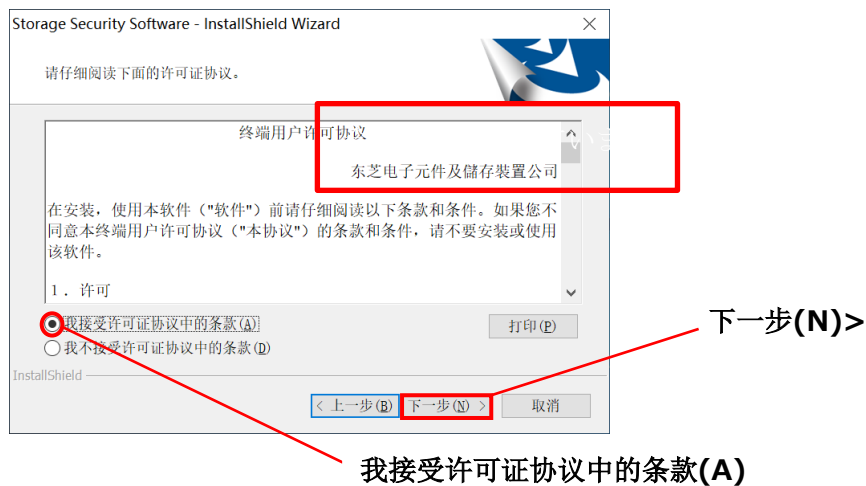 Storage Security Software - InstallShield Wizard
请仔细阅读下面的许可证协议。
终端用户许可协议
东芝电子元件及儲存装置公司
在安装，使用本软件（"软件"）前请仔细阅读以下条款和条件。如果您不
同意本终端用户许可协议（"本协议"）的条款和条件，请不要安装或使用
该软件。
1．许可
我接受许可证协议中的条款(A)
打印(P)
我不接受许可证协议中的条款(D)
InstallShield
< 上一步(B)
下一步(N) >
取消
下一步(N)>
我接受许可证协议中的条款(A)